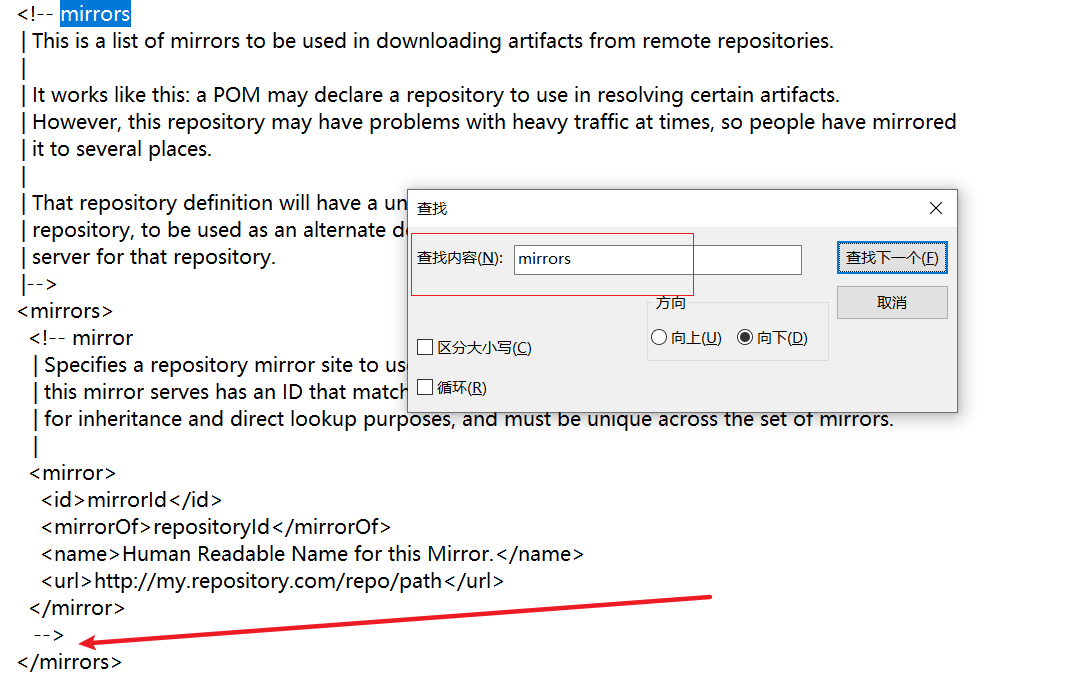 <!-- mirrors
| This is a list of mirrors to be used in downloading artifacts from remote repositories.
|
| It works like this: a POM may declare a repository to use in resolving certain artifacts.
| However, this repository may have problems with heavy traffic at times, so people have mirrored
| it to several places.
|
| That repository definition will have a un
| repository, to be used as an alternate d
| server for that repository.
|-->
<mirrors>
<!-- mirror
| Specifies a repository mirror site to us
| this mirror serves has an ID that match
| for inheritance and direct lookup purposes, and must be unique across the set of mirrors.
|
<mirror>
<id>mirrorId</id>
<mirrorOf>repositoryId</mirrorOf>
<name>Human Readable Name for this Mirror.</name>
<url>http://my.repository.com/repo/path</url>
</mirror>
-->
</mirrors>
查找
查找内容(N): mirrors 查找下一个(F)
取消
方向
向上(U) 向下(D)
区分大小写(C)
循环(R)